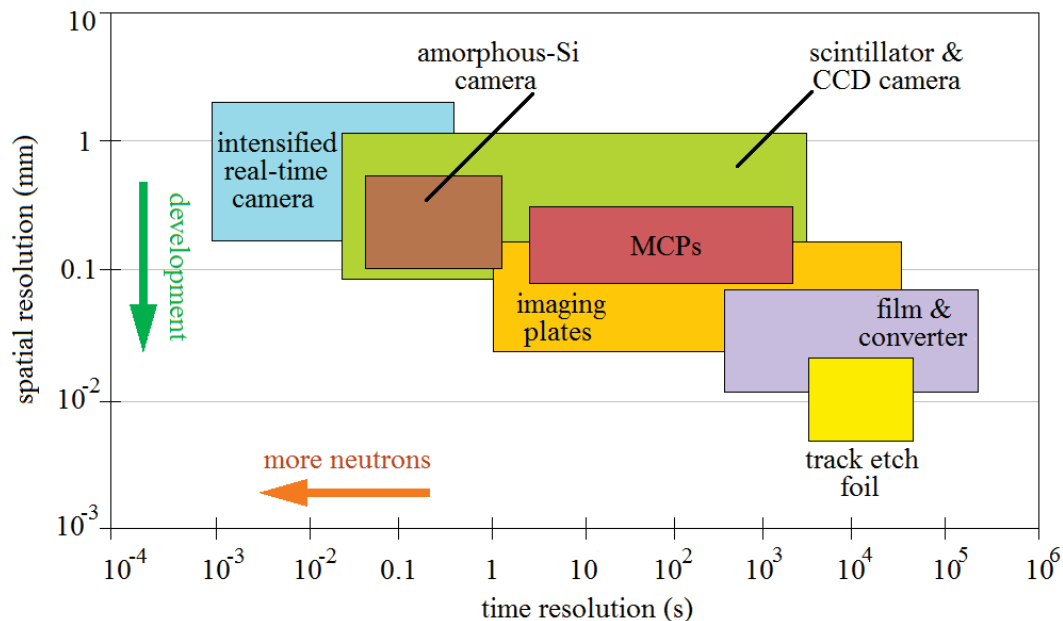 10
1
0.1
10-2
10-3
spatial resolution (mm)
development
amorphous-Si
camera
scintillator &
CCD camera
intensified
real-time
camera
MCPs
imaging
plates
film &
converter
track etch
foil
more neutrons
10-4
10-3
10-2
0.1
1
10
102
103
104
105
106
time resolution (s)